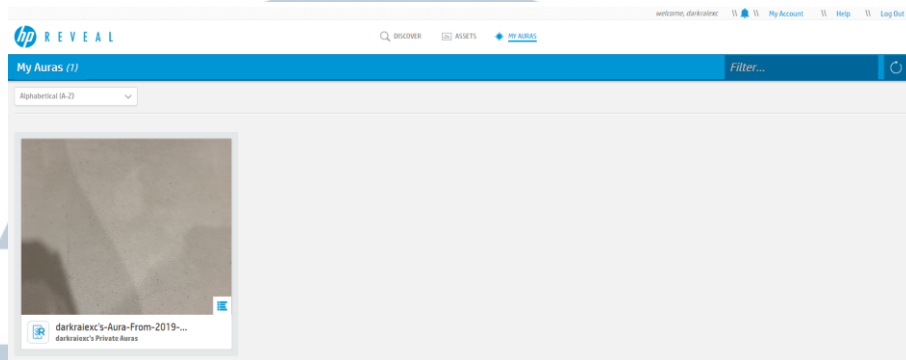 welcome, darkraiexc \\ \\ My Account \\ Help \\ Log Out
hp REVEAL DISCOVER ASSETS MY AURAS
My Auras (1) Filter...
Alphabetical (A-Z)
darkraiexc's-Aura-From-2019-...
darkraiexc's Private Auras